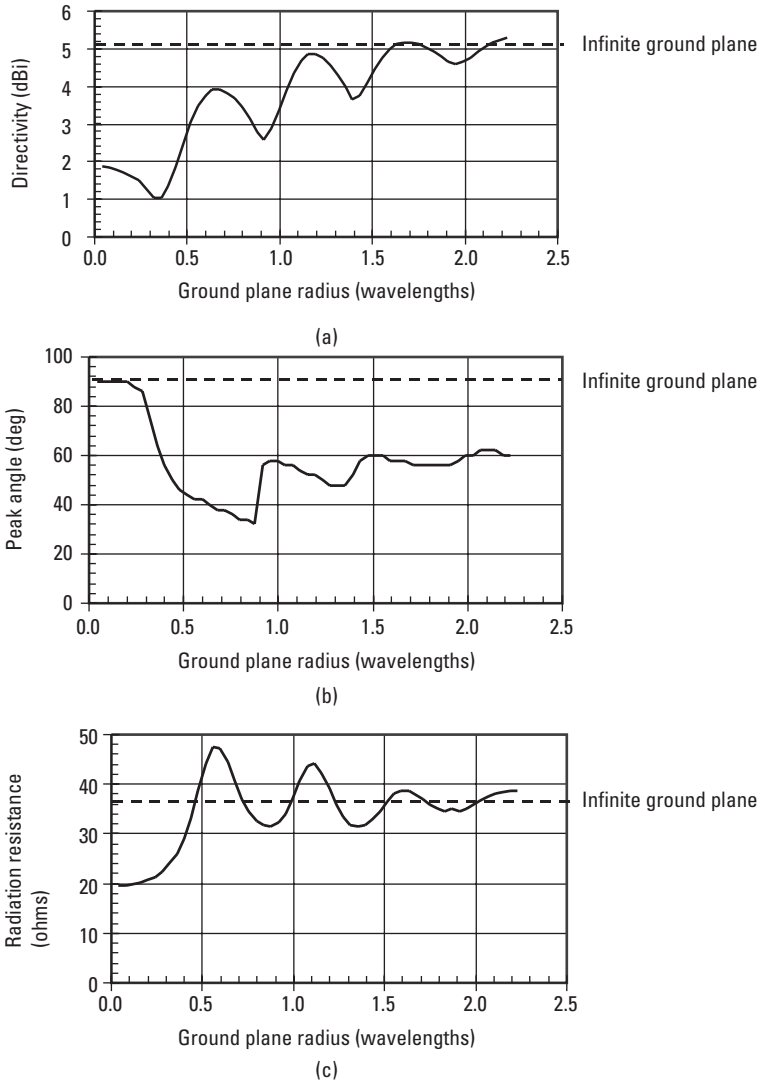 6
5
4
3
2
1
0
Directivity (dBi)
Infinite ground plane
0.0 0.5 1.0 1.5 2.0 2.5
Ground plane radius (wavelengths)
(a)
100
80
60
40
20
0
Peak angle (deg)
Infinite ground plane
0.0 0.5 1.0 1.5 2.0 2.5
Ground plane radius (wavelengths)
(b)
50
40
30
20
10
0
Radiation resistance
(ohms)
Infinite ground plane
0.0 0.5 1.0 1.5 2.0 2.5
Ground plane radius (wavelengths)
(c)